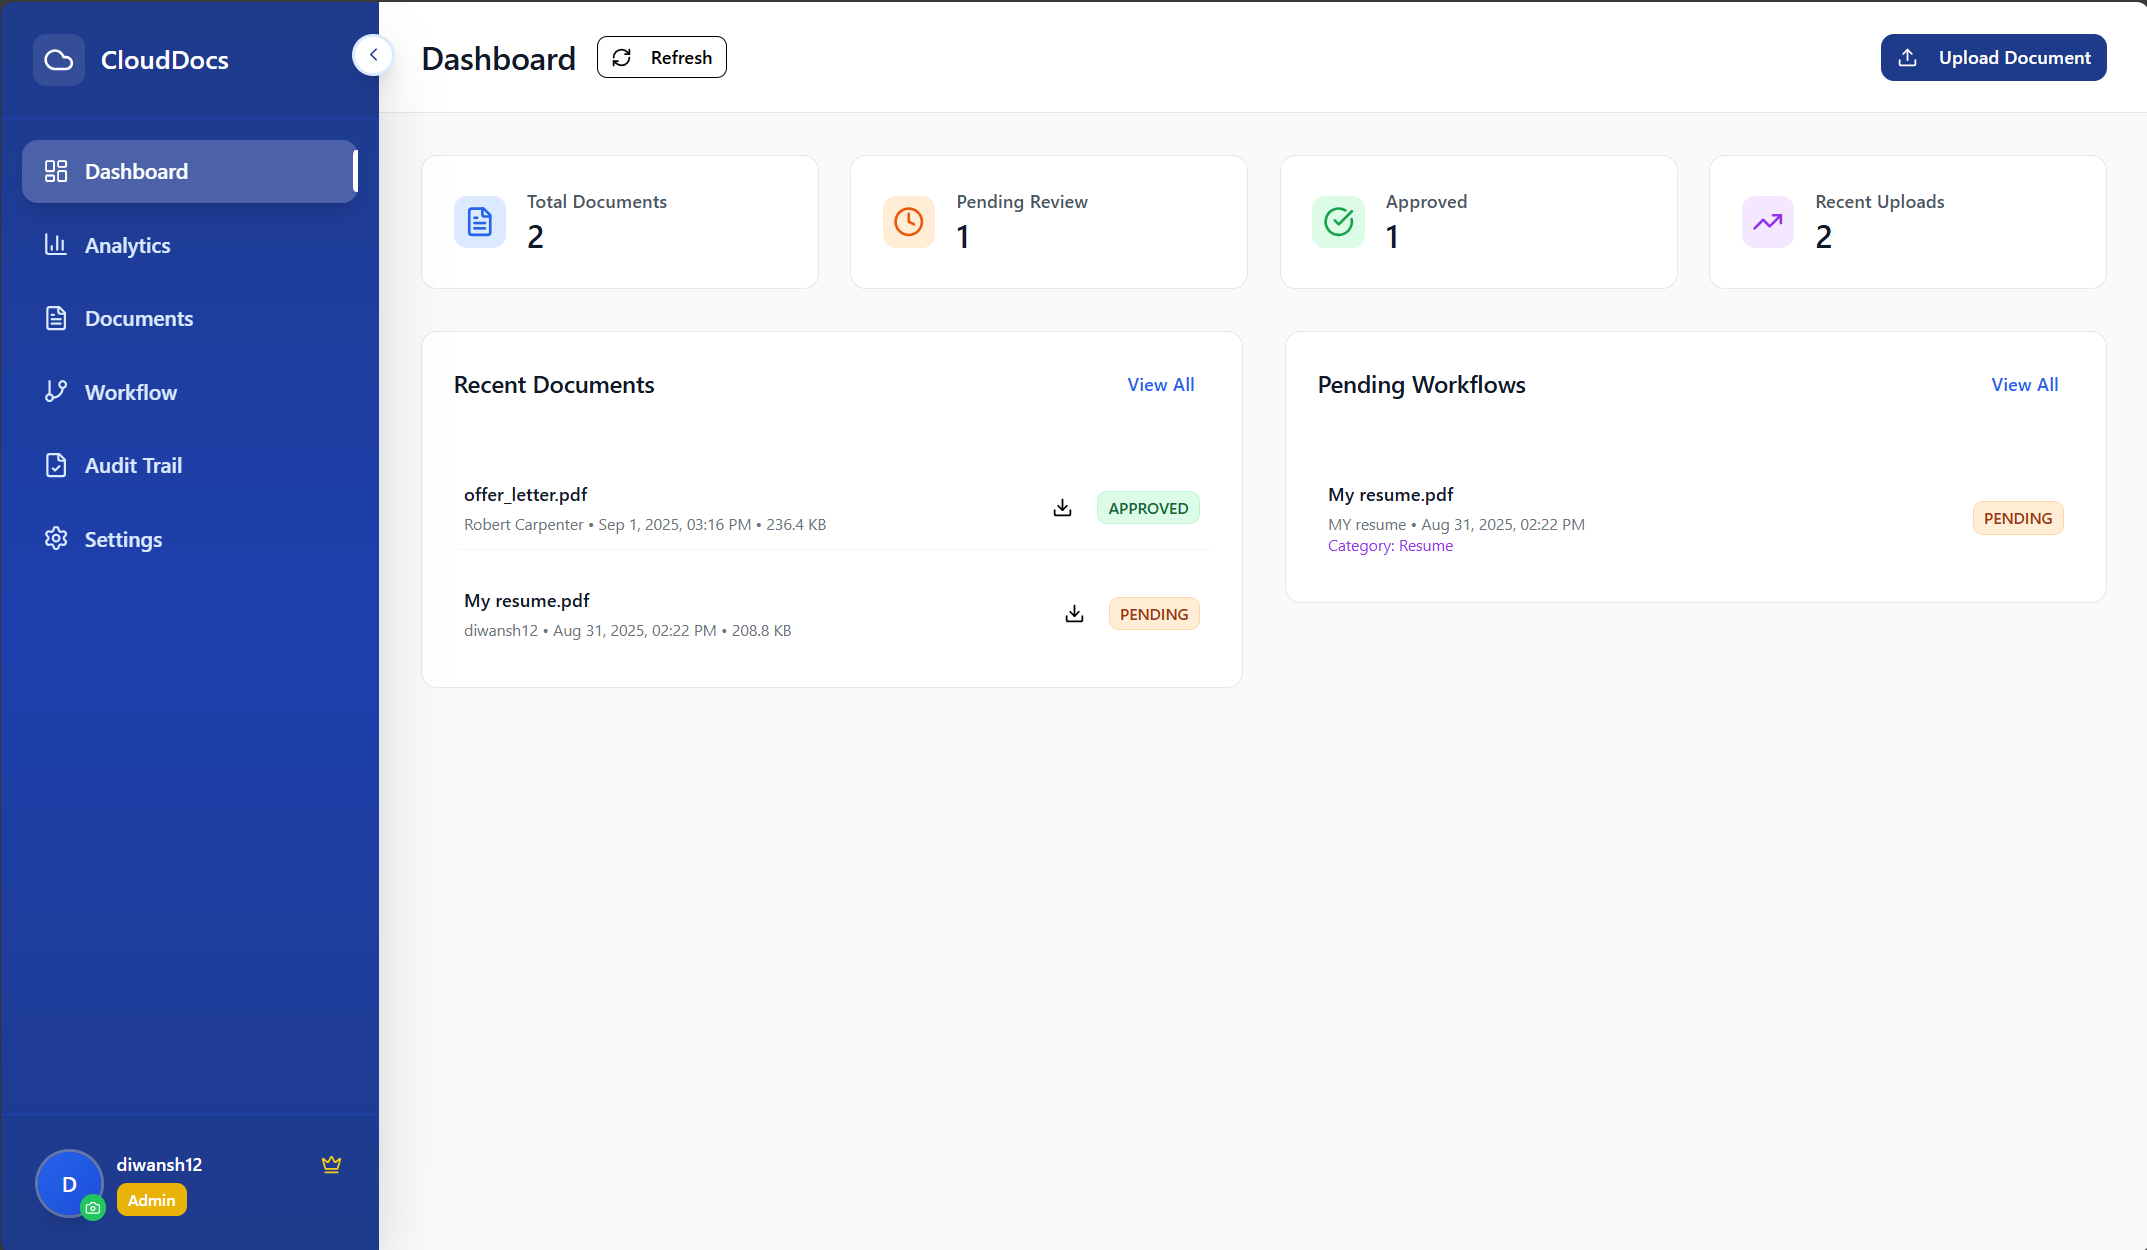 CloudDocs
Dashboard
Analytics
Documents
Workflow
Audit Trail
Settings
D
diwansh12
Admin
Dashboard
Refresh
Upload Document
Total Documents
2
Pending Review
1
Approved
1
Recent Uploads
2
Recent Documents
View All
offer_letter.pdf
Robert Carpenter • Sep 1, 2025, 03:16 PM • 236.4 KB
APPROVED
My resume.pdf
diwansh12 • Aug 31, 2025, 02:22 PM • 208.8 KB
PENDING
Pending Workflows
View All
My resume.pdf
MY resume • Aug 31, 2025, 02:22 PM
Category: Resume
PENDING